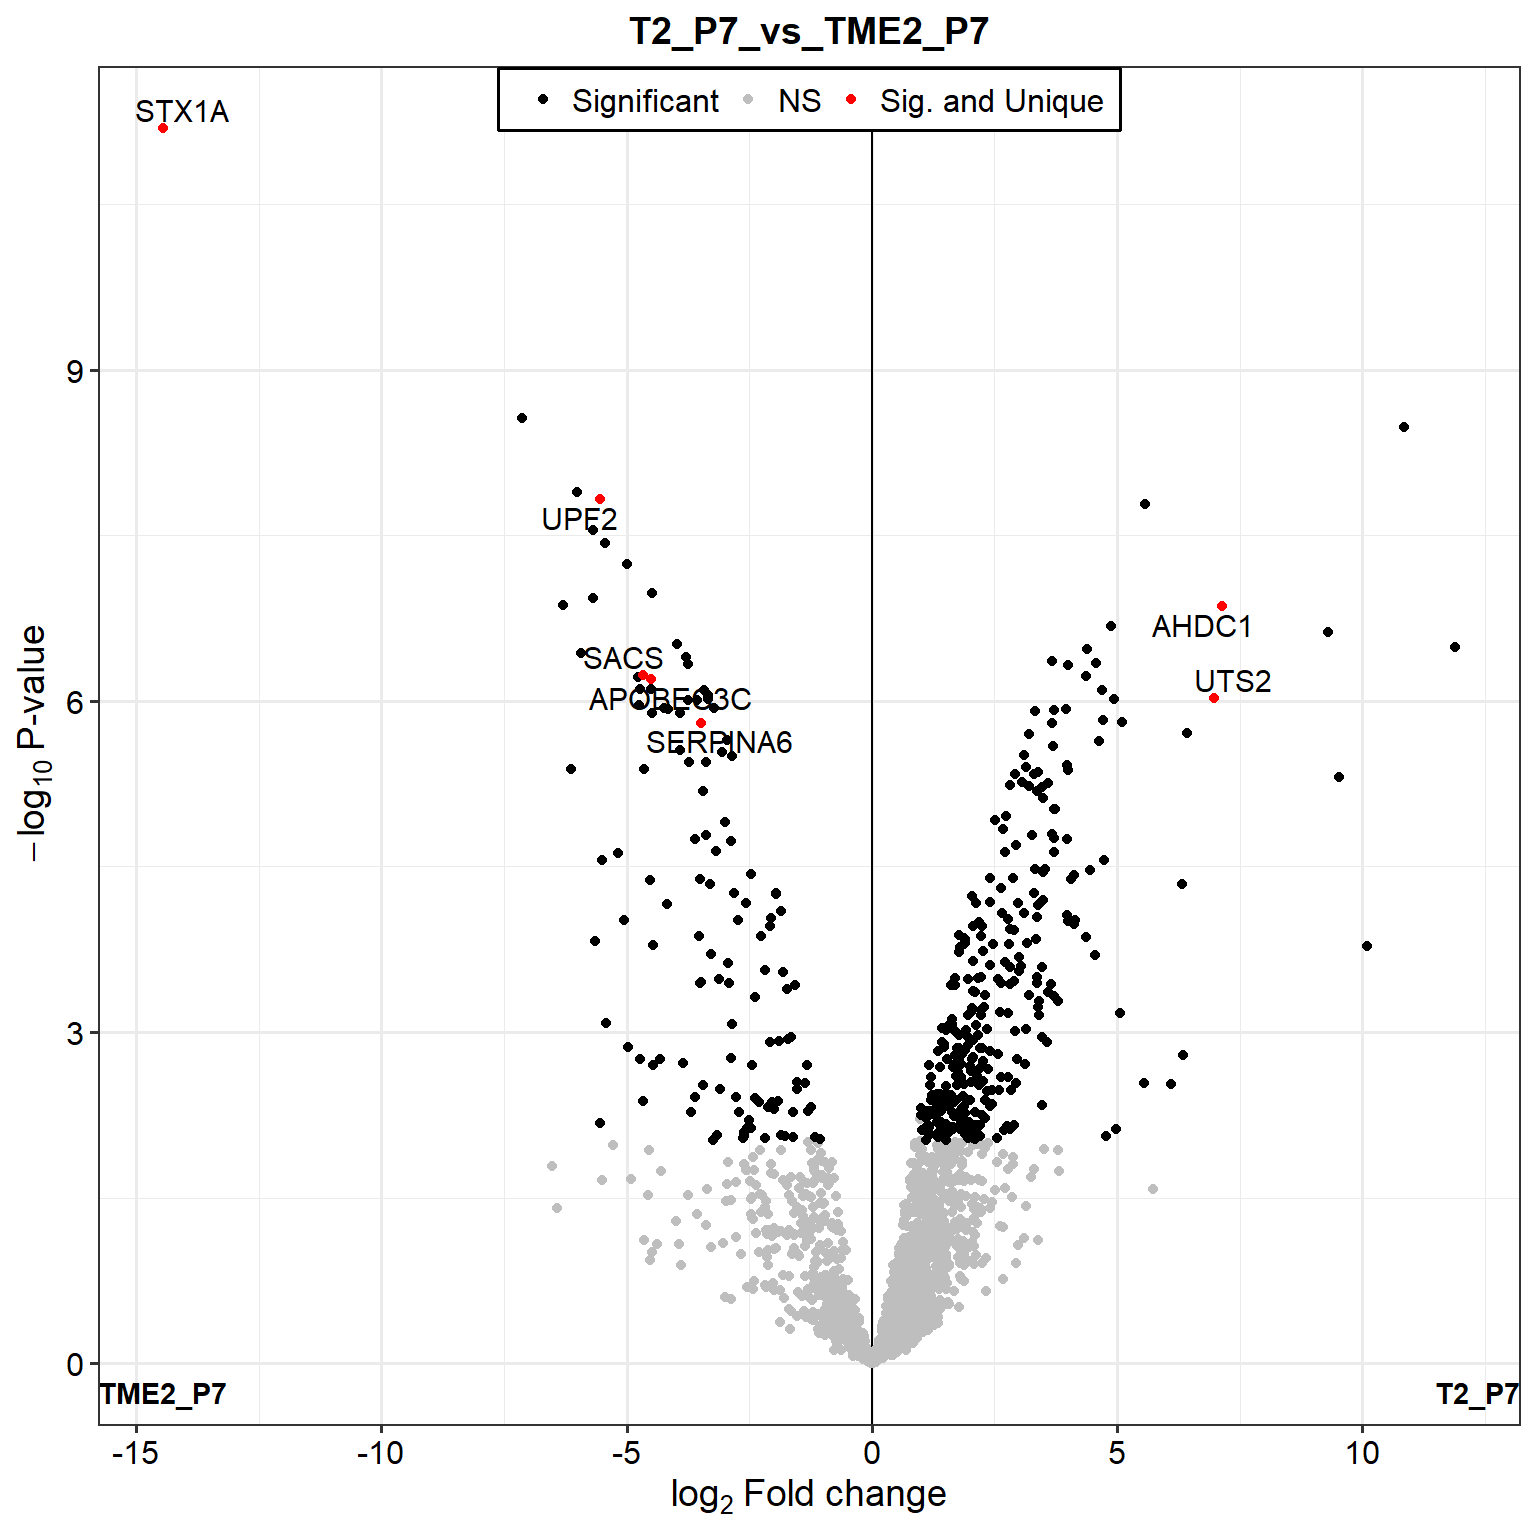 T2_P7_vs_TME2_P7
Significant NS Sig. and Unique
STX1A
UPF2
AHDC1
SACS
UTS2
APOBEC3C
SERPINA6
9
6
3
0
−log10 P-value
TME2_P7 T2_P7
-15 -10 -5 0 5 10
log2 Fold change